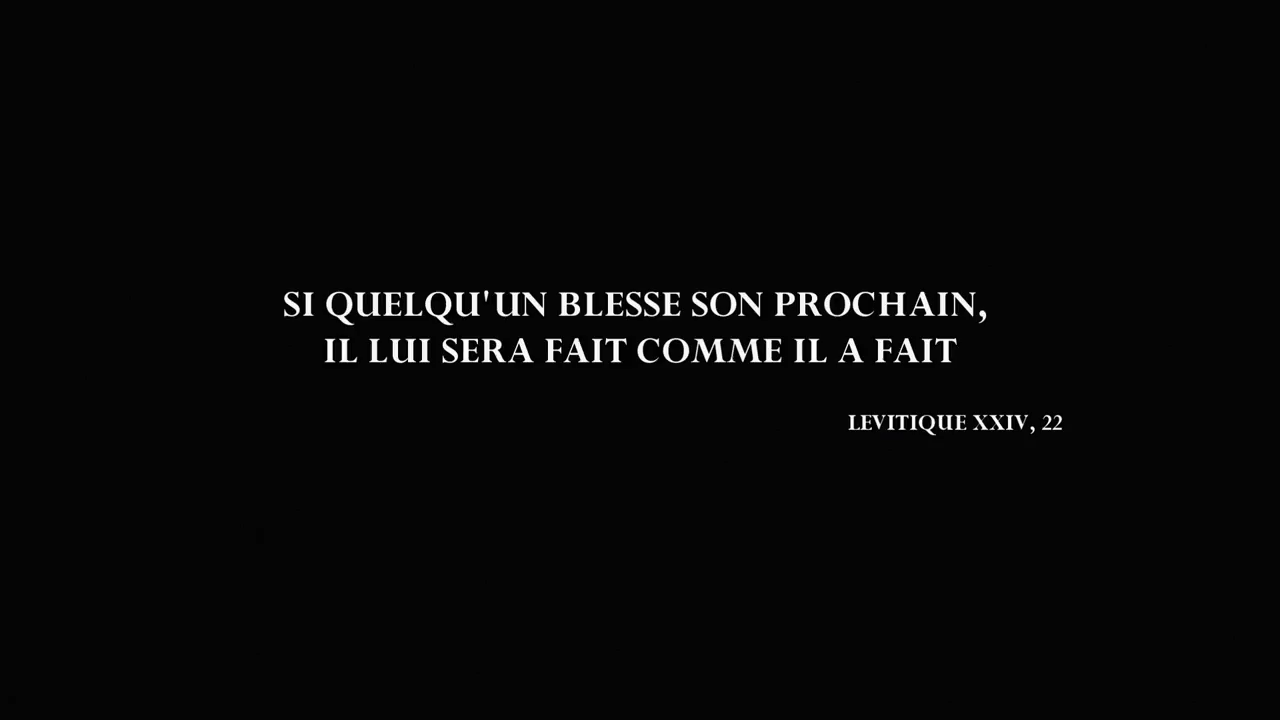 SI QUELQU'UN BLESSE SON PROCHAIN,
IL LUI SERA FAIT COMME IL A FAIT
LEVITIQUE XXIV, 22